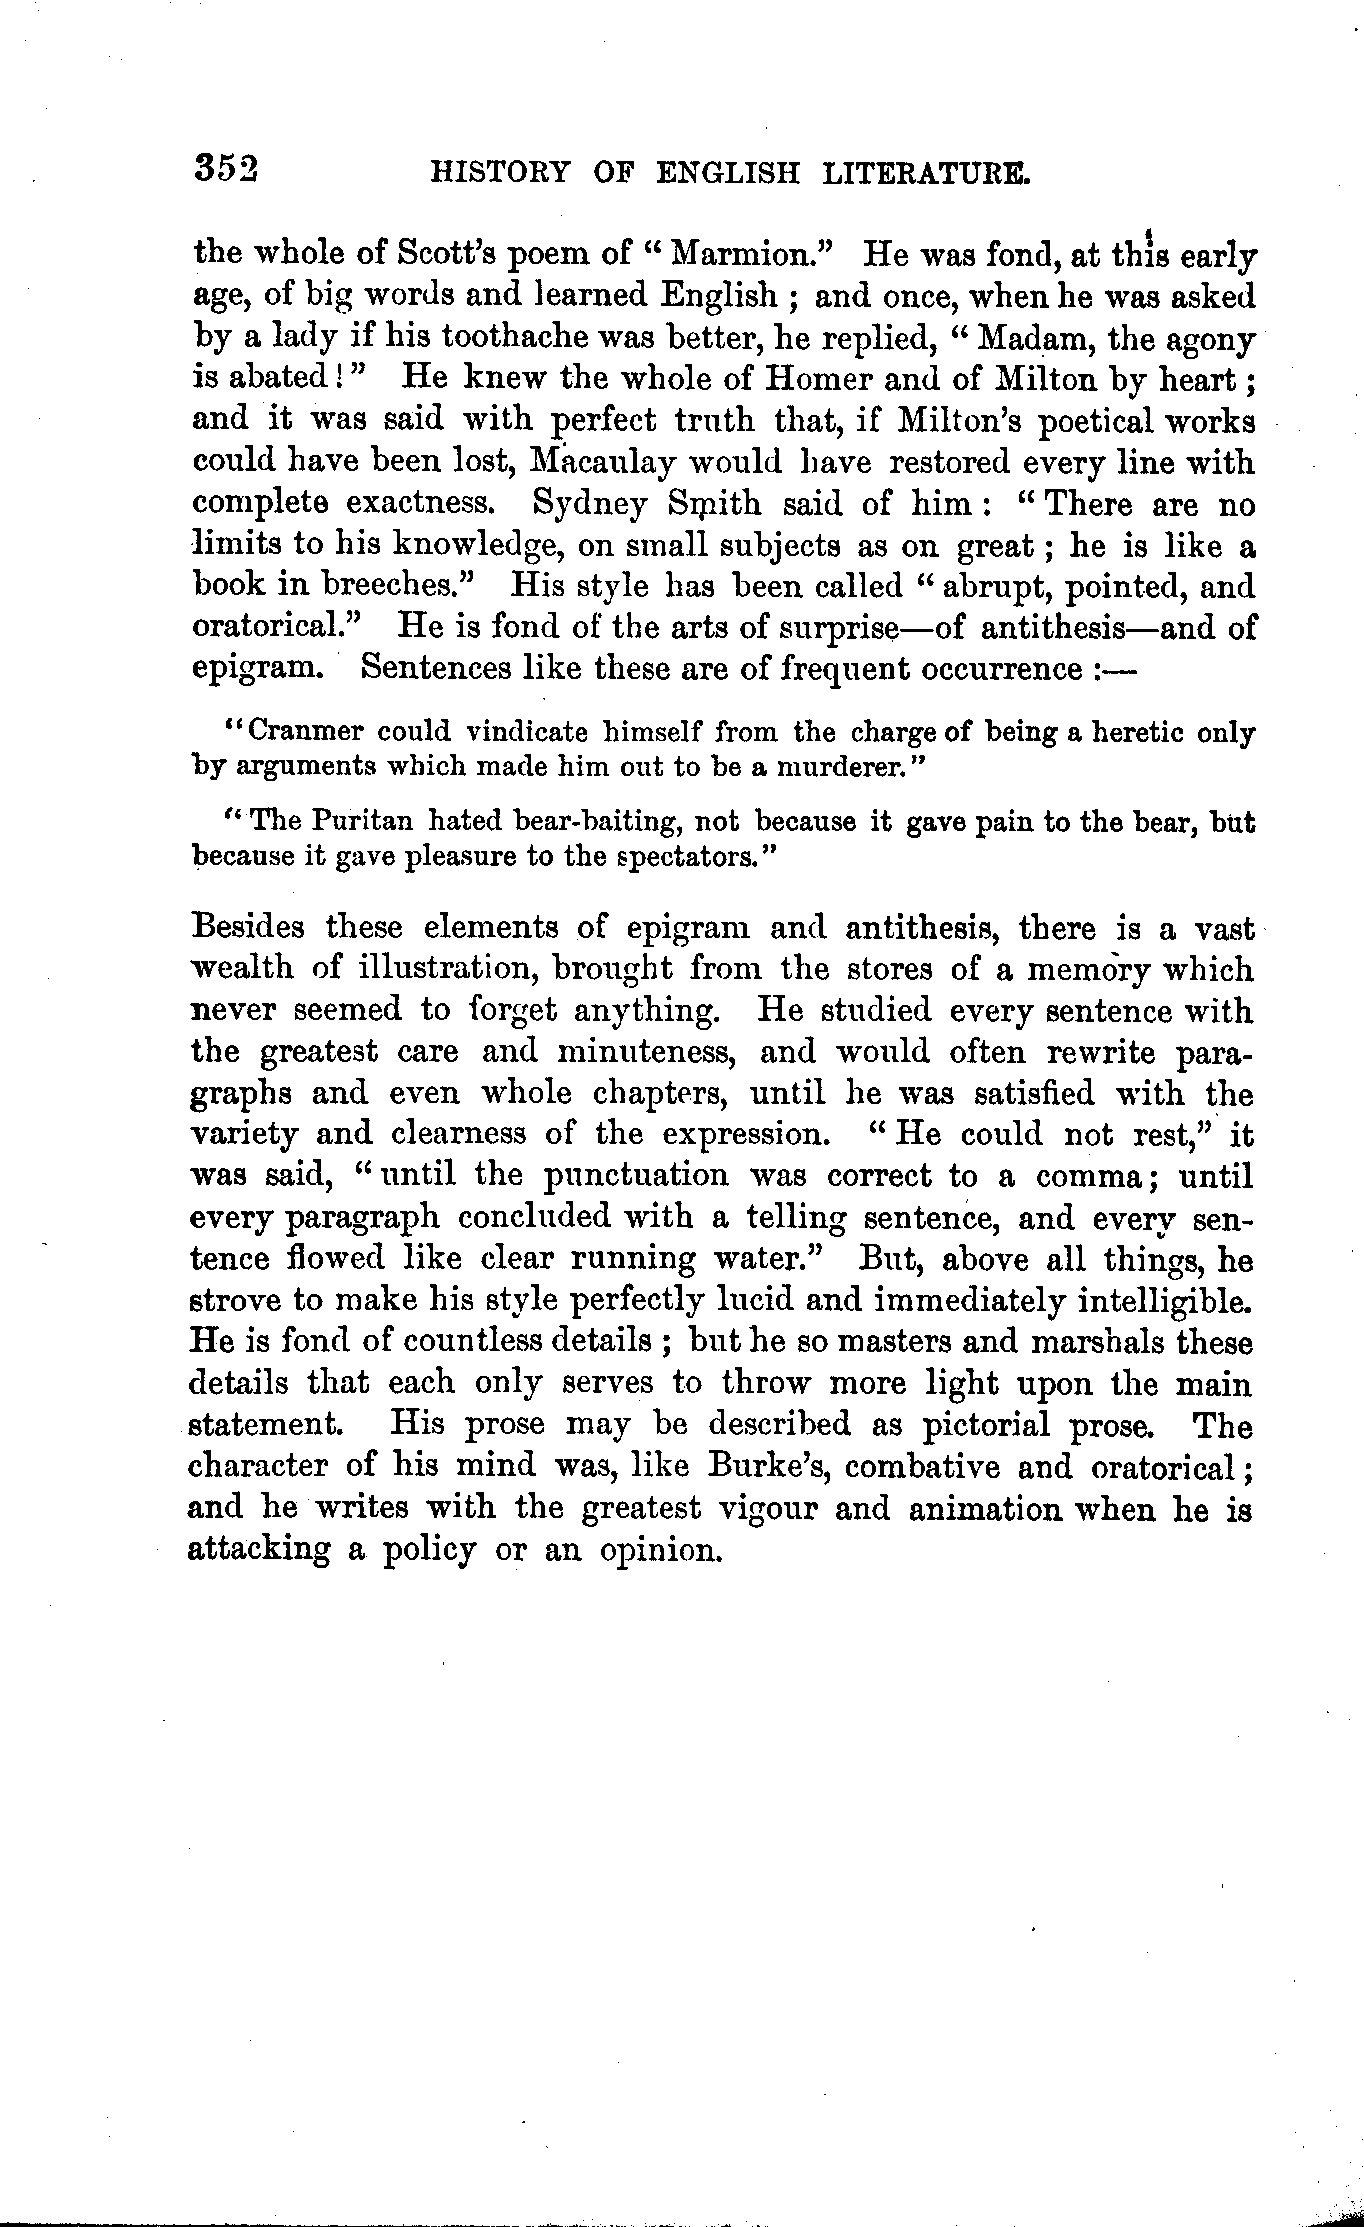 352 HISTORY OF ENGLISH LITERATURE.
the whole of Scott's poem of “ Marmion.” He was fond, at this early
age, of big words and learned English ; and once, when he was asked
by a lady if his toothache was better, he replied, “ Madam, the agony
is abated ! ” He knew the whole of Homer and of Milton by heart ;
and it was said with perfect truth that, if Milton's poetical works
could have been lost, Macaulay would have restored every line with
complete exactness. Sydney Smith said of him : “ There are no
limits to his knowledge, on small subjects as on great ; he is like a
book in breeches.” His style has been called “ abrupt, pointed, and
oratorical.” He is fond of the arts of surprise—of antithesis—and of
epigram. Sentences like these are of frequent occurrence :—
“Cranmer could vindicate himself from the charge of being a heretic only
by arguments which made him out to be a murderer.”
“ The Puritan hated bear-baiting, not because it gave pain to the bear, but
because it gave pleasure to the spectators.”
Besides these elements of epigram and antithesis, there is a vast
wealth of illustration, brought from the stores of a memory which
never seemed to forget anything. He studied every sentence with
the greatest care and minuteness, and would often rewrite para-
graphs and even whole chapters, until he was satisfied with the
variety and clearness of the expression. “ He could not rest,” it
was said, “ until the punctuation was correct to a comma ; until
every paragraph concluded with a telling sentence, and every sen-
tence flowed like clear running water.” But, above all things, he
strove to make his style perfectly lucid and immediately intelligible.
He is fond of countless details ; but he so masters and marshals these
details that each only serves to throw more light upon the main
statement. His prose may be described as pictorial prose. The
character of his mind was, like Burke's, combative and oratorical ;
and he writes with the greatest vigour and animation when he is
attacking a policy or an opinion.